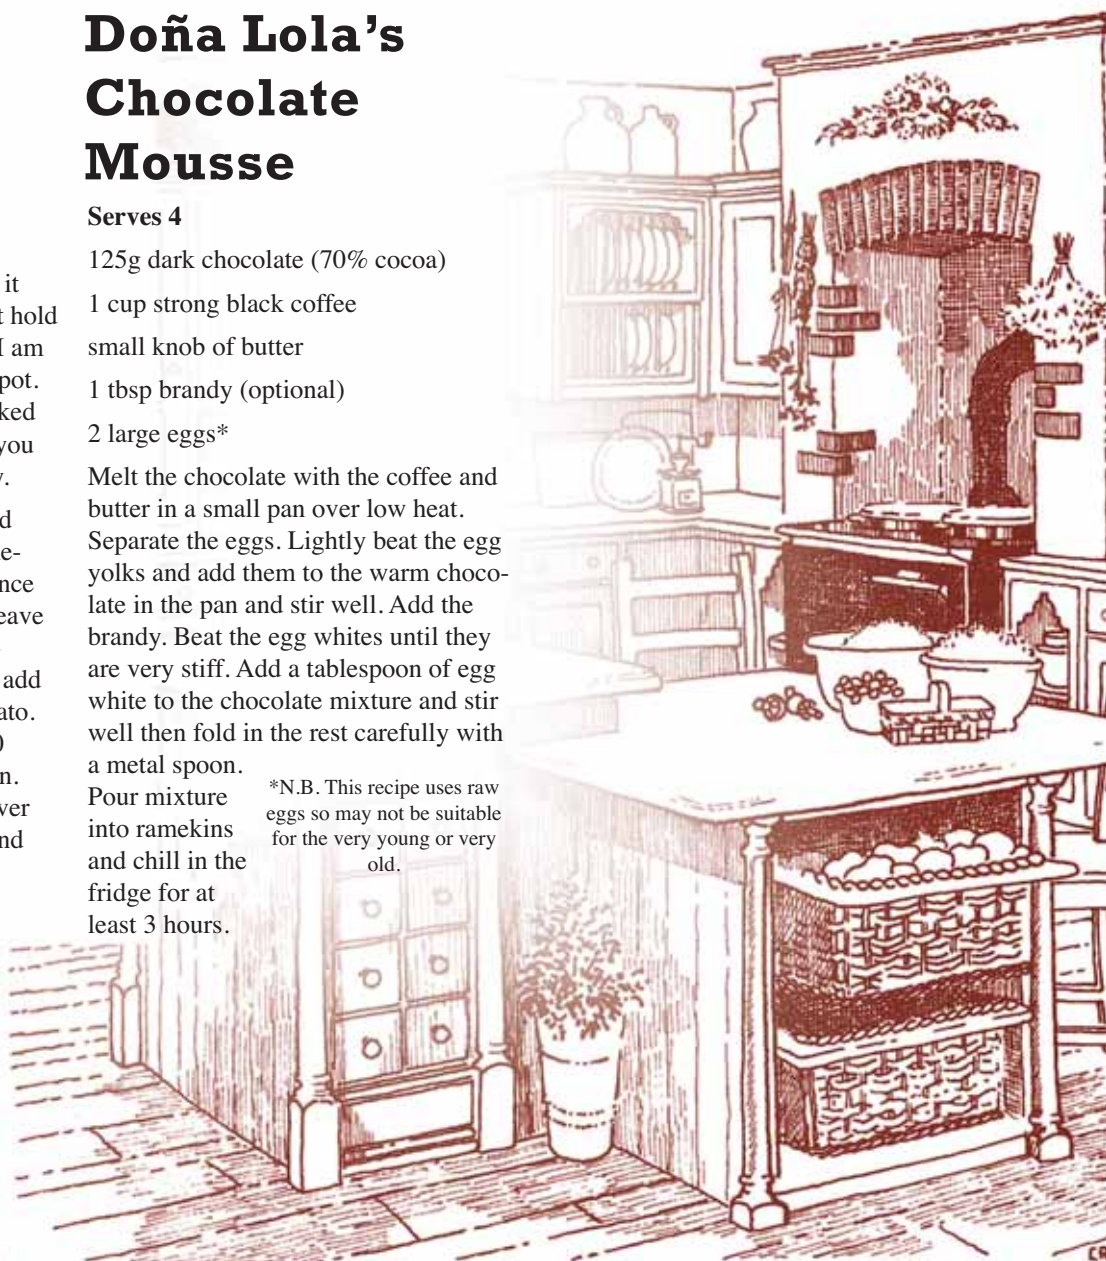 it
hold
I am
pot.
you
add
Doña Lola's
Chocolate
Mousse
Serves 4
125g dark chocolate (70% cocoa)
1 cup strong black coffee
small knob of butter
1 tbsp brandy (optional)
2 large eggs*
Melt the chocolate with the coffee and
butter in a small pan over low heat.
Separate the eggs. Lightly beat the egg
yolks and add them to the warm choco-
late in the pan and stir well. Add the
brandy. Beat the egg whites until they
are very stiff. Add a tablespoon of egg
white to the chocolate mixture and stir
well then fold in the rest carefully with
a metal spoon.
Pour mixture
into ramekins
and chill in the
fridge for at
least 3 hours.
*N.B. This recipe uses raw
eggs so may not be suitable
for the very young or very
old.